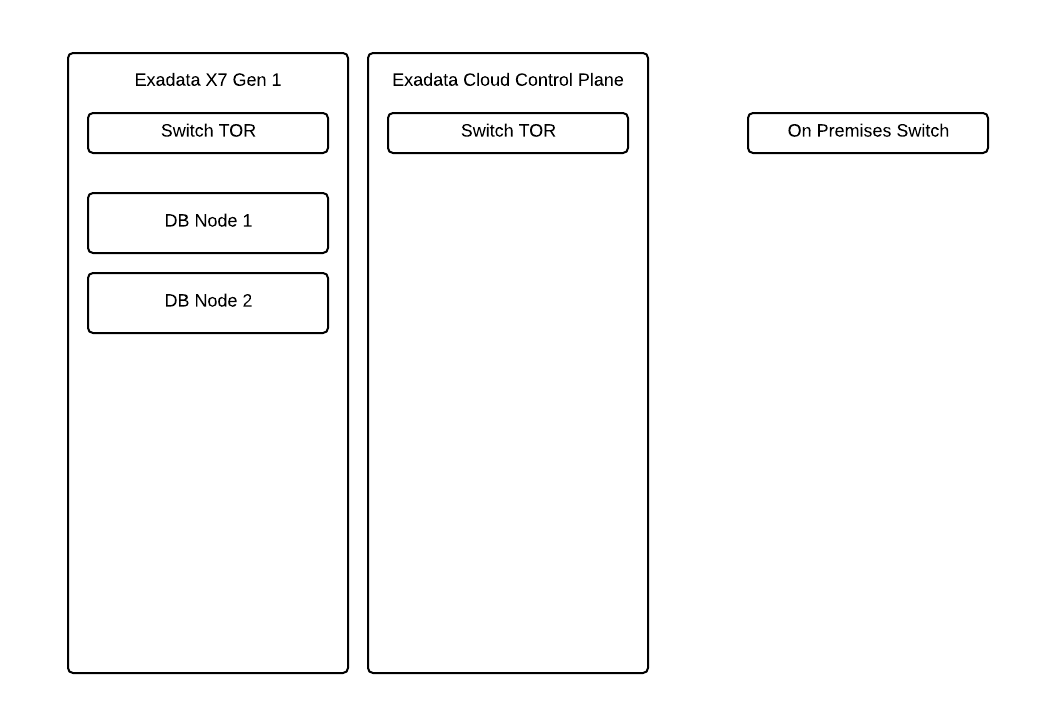 Exadata X7 Gen 1
Switch TOR
DB Node 1
DB Node 2
Exadata Cloud Control Plane
Switch TOR
On Premises Switch